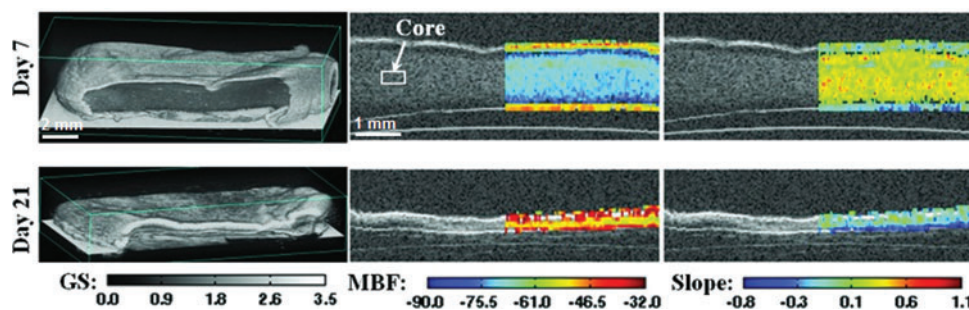 Day 7
Core
2 mm
1 mm
Day 21
GS:
0.0 0.9 1.8 2.6 3.5
MBF:
-90.0 -75.5 -61.0 -46.5 -32.0
Slope:
-0.8 -0.3 0.1 0.6 1.1